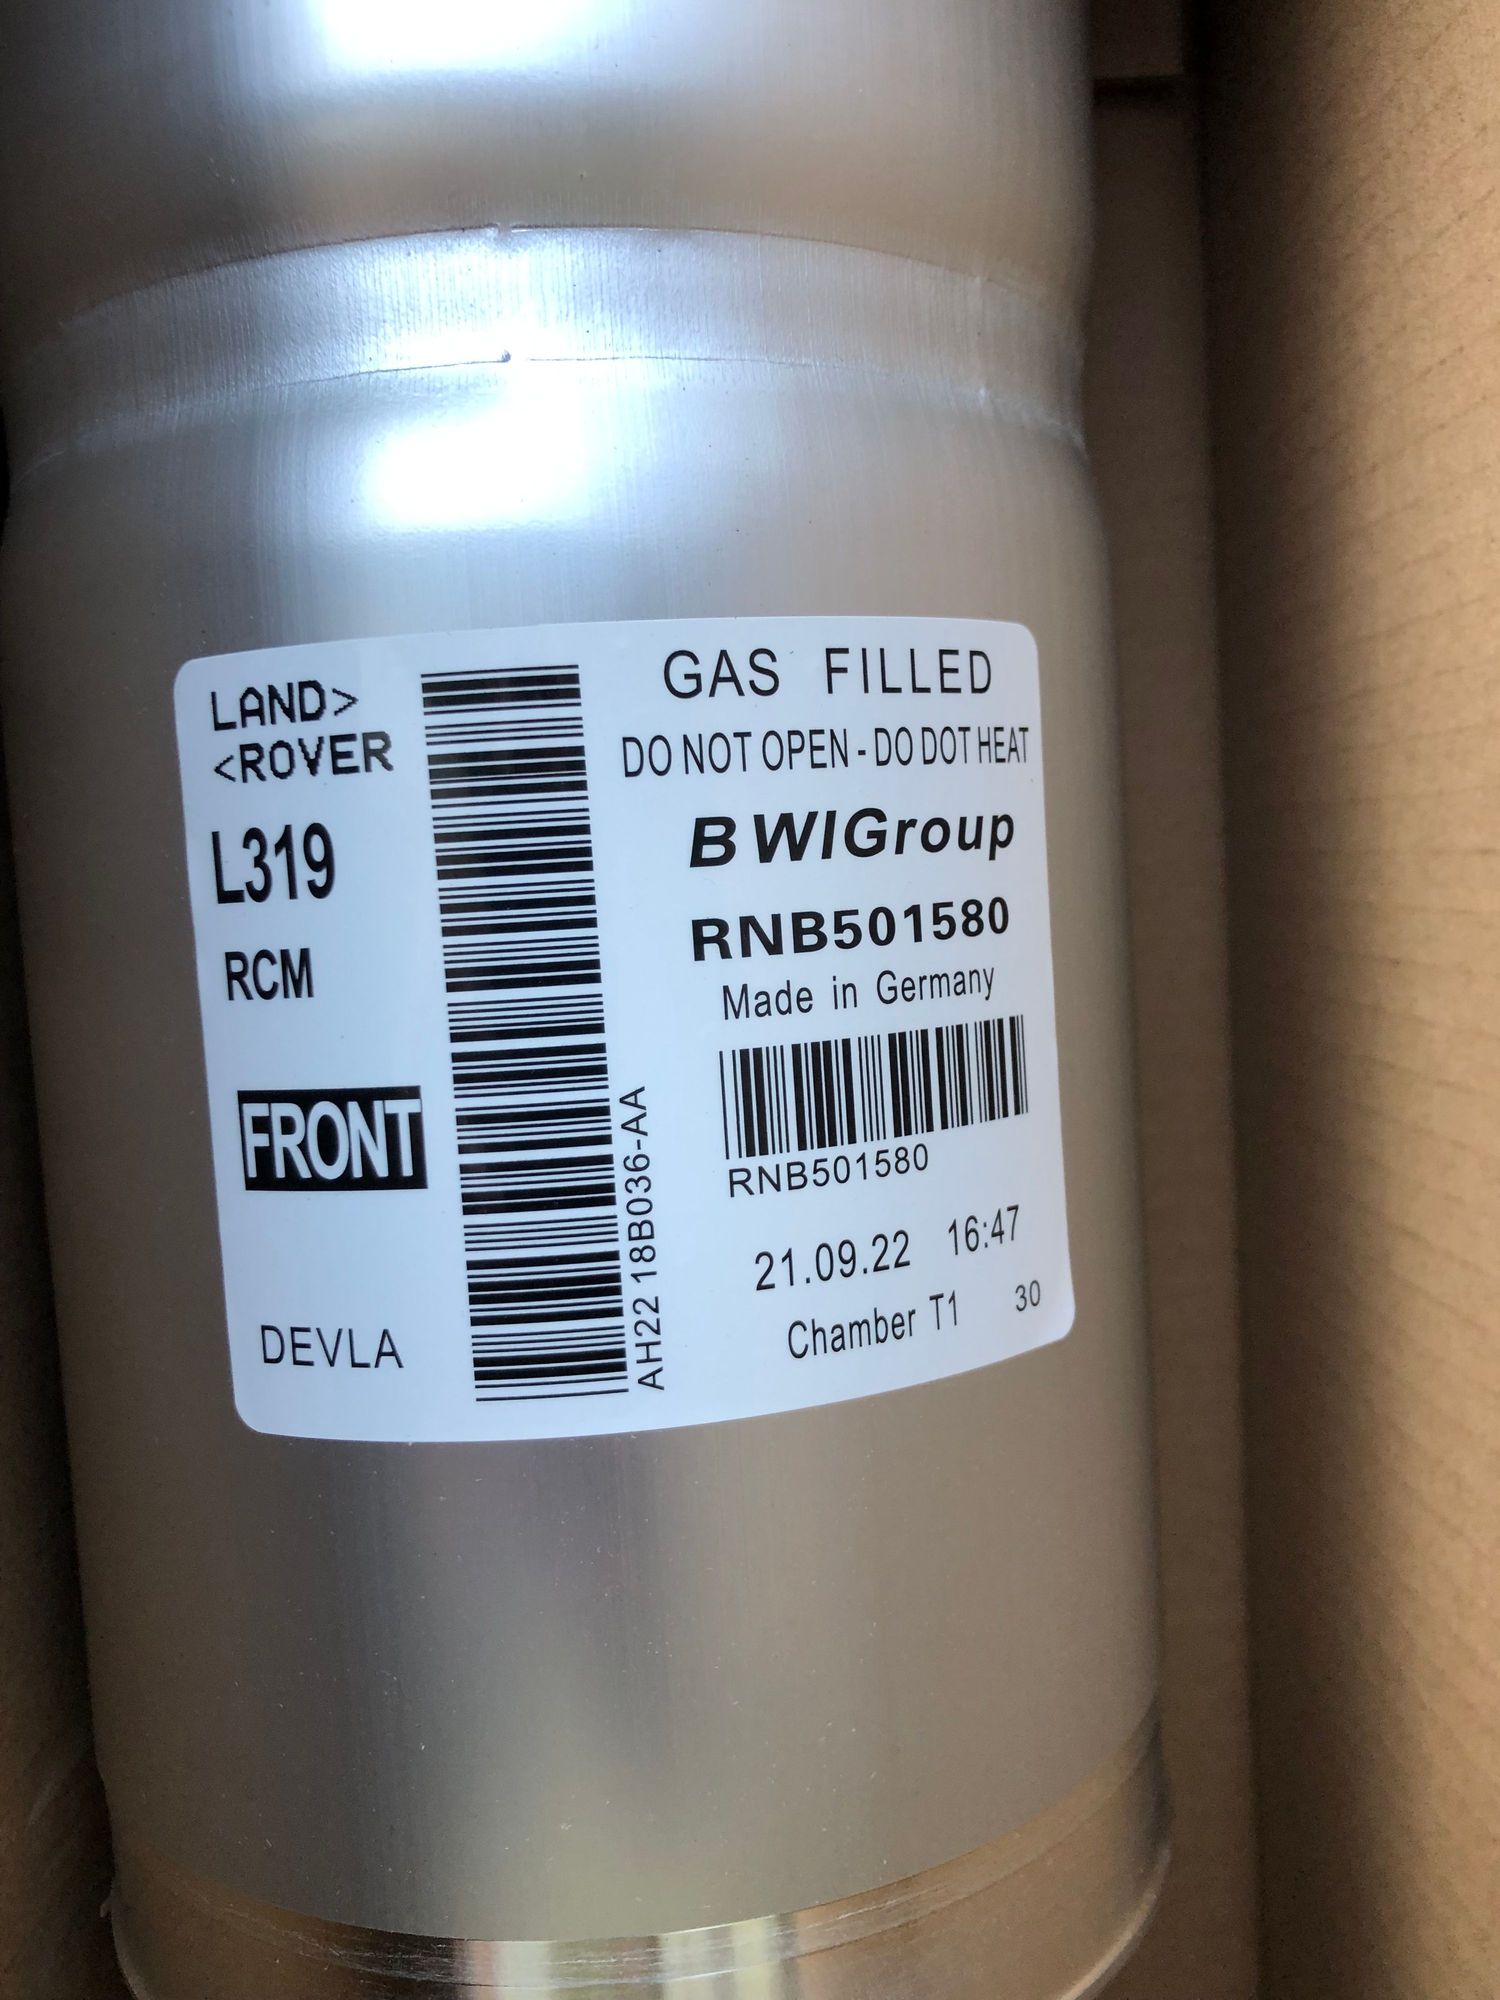 LAND>
<ROVER
L319
RCM
FRONT
DEVLA
AH22 18B036-AA
GAS FILLED
DO NOT OPEN - DO DOT HEAT
BWIGroup
RNB501580
Made in Germany
RNB501580
21.09.22 16:47
Chamber T1 30